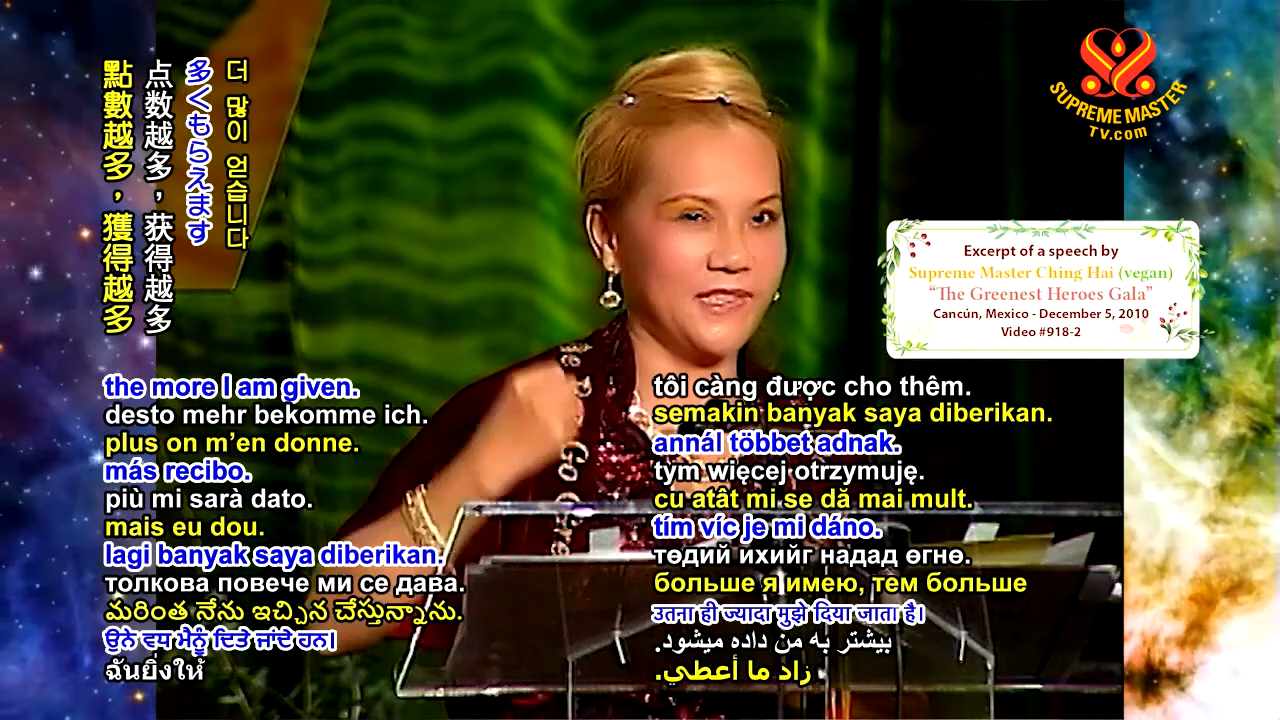 點數越多，獲得越多
点数越多，获得越多
多くもらえます
더 많이 얻습니다
SUPREME MASTER
TV.com
Excerpt of a speech by
Supreme Master Ching Hai (vegan)
“The Greenest Heroes Gala”
Cancún, Mexico - December 5, 2010
Video #918-2
the more I am given.
desto mehr bekomme ich.
plus on m’en donne.
más recibo.
più mi sarà dato.
mais eu dou.
lagi banyak saya diberikan.
толкова повече ми се дава.
మరింత నేను ఇచ్చిన చేస్తున్నాను.
ਉਨੇ ਵਧ ਮੈਨੂੰ ਦਿਤੇ ਜਾਂਦੇ ਹਨ।
ฉันยิ่งให้
tôi càng được cho thêm.
semakin banyak saya diberikan.
annál többet adnak.
tym więcej otrzymuję.
cu atât mi se dă mai mult.
tím víc je mi dáno.
төдий ихийг надад өгнө.
больше я имею, тем больше
उतना ही ज्यादा मुझे दिया जाता है।
بیشتر به من داده میشود.
زاد ما أعطي.
Be
Go Gre